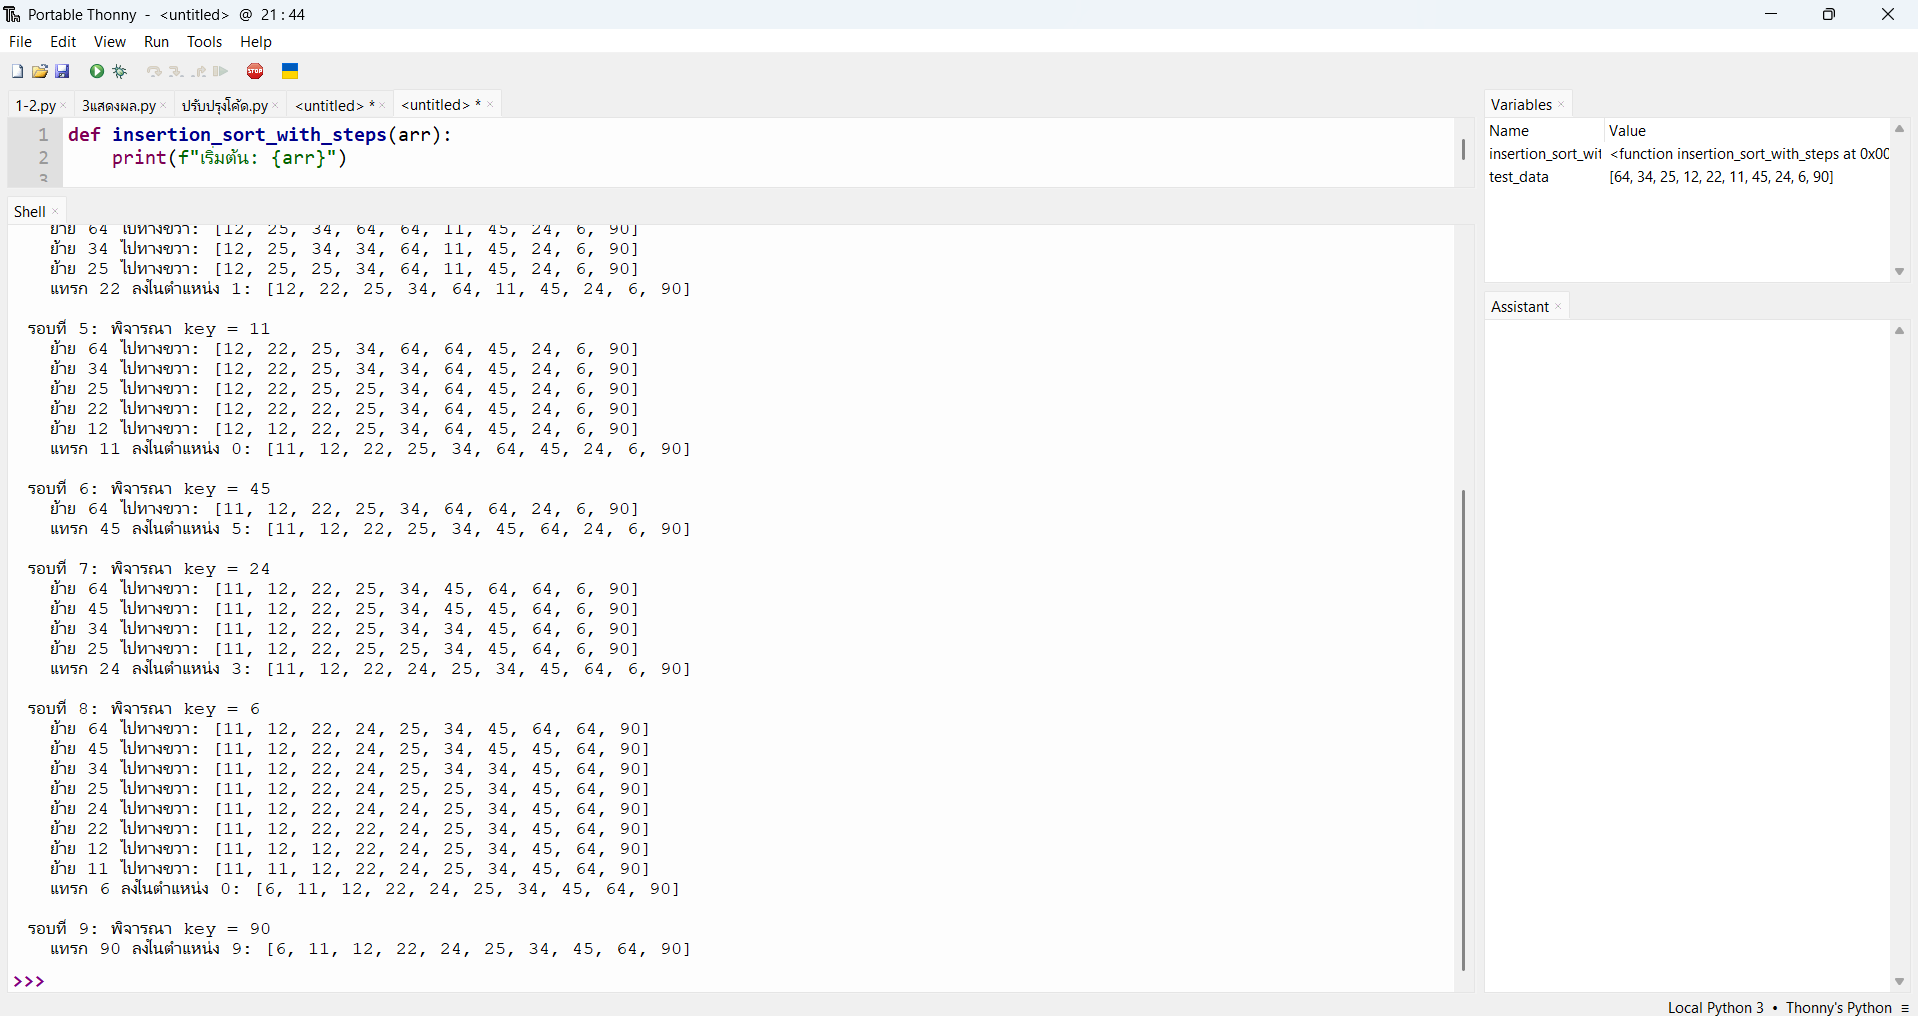 Portable Thonny - <untitled> @ 21 : 44
File Edit View Run Tools Help
1-2.py × 3แสดงผล.py × ปรับปรุงโค้ด.py × <untitled> * × <untitled> * ×
1 def insertion_sort_with_steps(arr):
2 print(f"เริ่มต้น: {arr}")
3
Shell ×
ย้าย 64 ไปทางขวา: [12, 25, 34, 64, 64, 11, 45, 24, 6, 90]
ย้าย 34 ไปทางขวา: [12, 25, 34, 34, 64, 11, 45, 24, 6, 90]
ย้าย 25 ไปทางขวา: [12, 25, 25, 34, 64, 11, 45, 24, 6, 90]
แทรก 22 ลงในตำแหน่ง 1: [12, 22, 25, 34, 64, 11, 45, 24, 6, 90]
รอบที่ 5: พิจารณา key = 11
ย้าย 64 ไปทางขวา: [12, 22, 25, 34, 64, 64, 45, 24, 6, 90]
ย้าย 34 ไปทางขวา: [12, 22, 25, 34, 34, 64, 45, 24, 6, 90]
ย้าย 25 ไปทางขวา: [12, 22, 25, 25, 34, 64, 45, 24, 6, 90]
ย้าย 22 ไปทางขวา: [12, 22, 22, 25, 34, 64, 45, 24, 6, 90]
ย้าย 12 ไปทางขวา: [12, 12, 22, 25, 34, 64, 45, 24, 6, 90]
แทรก 11 ลงในตำแหน่ง 0: [11, 12, 22, 25, 34, 64, 45, 24, 6, 90]
รอบที่ 6: พิจารณา key = 45
ย้าย 64 ไปทางขวา: [11, 12, 22, 25, 34, 64, 64, 24, 6, 90]
แทรก 45 ลงในตำแหน่ง 5: [11, 12, 22, 25, 34, 45, 64, 24, 6, 90]
รอบที่ 7: พิจารณา key = 24
ย้าย 64 ไปทางขวา: [11, 12, 22, 25, 34, 45, 64, 64, 6, 90]
ย้าย 45 ไปทางขวา: [11, 12, 22, 25, 34, 45, 45, 64, 6, 90]
ย้าย 34 ไปทางขวา: [11, 12, 22, 25, 34, 34, 45, 64, 6, 90]
ย้าย 25 ไปทางขวา: [11, 12, 22, 25, 25, 34, 45, 64, 6, 90]
แทรก 24 ลงในตำแหน่ง 3: [11, 12, 22, 24, 25, 34, 45, 64, 6, 90]
รอบที่ 8: พิจารณา key = 6
ย้าย 64 ไปทางขวา: [11, 12, 22, 24, 25, 34, 45, 64, 64, 90]
ย้าย 45 ไปทางขวา: [11, 12, 22, 24, 25, 34, 45, 45, 64, 90]
ย้าย 34 ไปทางขวา: [11, 12, 22, 24, 25, 34, 34, 45, 64, 90]
ย้าย 25 ไปทางขวา: [11, 12, 22, 24, 25, 25, 34, 45, 64, 90]
ย้าย 24 ไปทางขวา: [11, 12, 22, 24, 24, 25, 34, 45, 64, 90]
ย้าย 22 ไปทางขวา: [11, 12, 22, 22, 24, 25, 34, 45, 64, 90]
ย้าย 12 ไปทางขวา: [11, 12, 12, 22, 24, 25, 34, 45, 64, 90]
ย้าย 11 ไปทางขวา: [11, 11, 12, 22, 24, 25, 34, 45, 64, 90]
แทรก 6 ลงในตำแหน่ง 0: [6, 11, 12, 22, 24, 25, 34, 45, 64, 90]
รอบที่ 9: พิจารณา key = 90
แทรก 90 ลงในตำแหน่ง 9: [6, 11, 12, 22, 24, 25, 34, 45, 64, 90]
>>>
Variables ×
Name Value
insertion_sort_wit <function insertion_sort_with_steps at 0x00
test_data [64, 34, 25, 12, 22, 11, 45, 24, 6, 90]
Assistant ×
Local Python 3 • Thonny's Python ≡